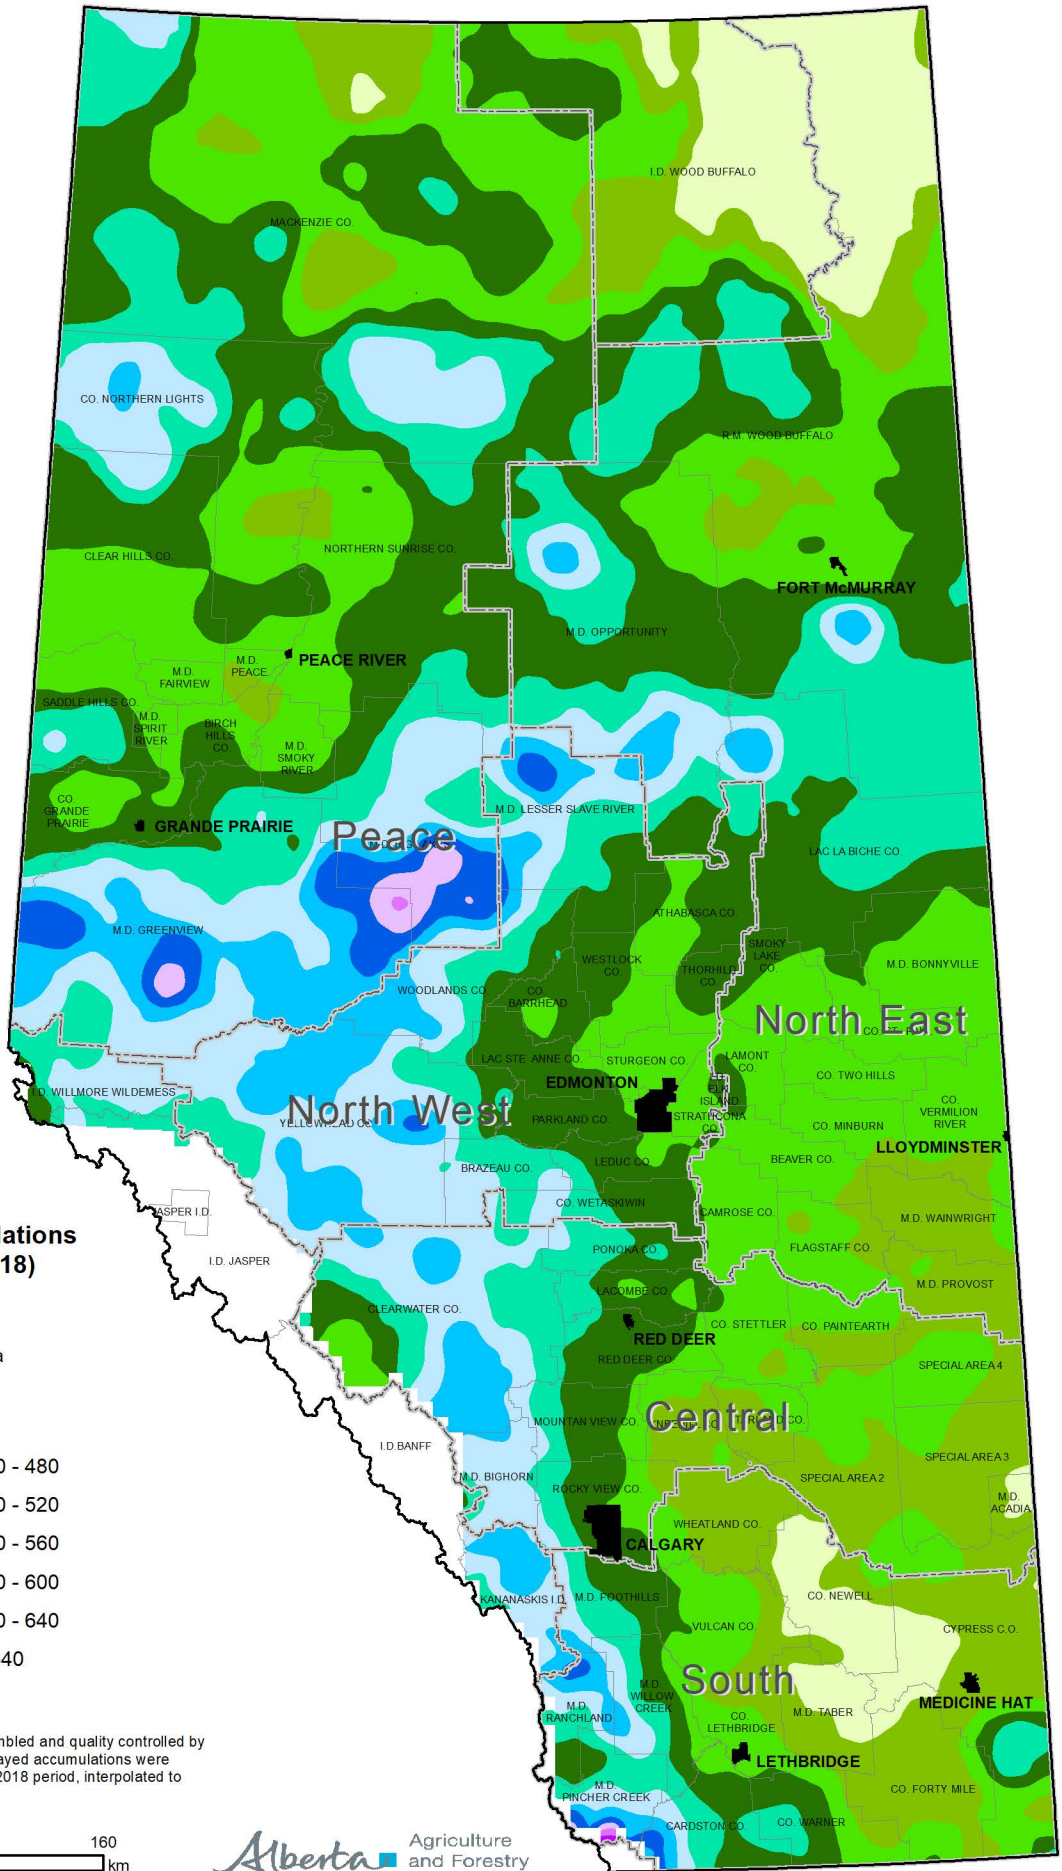 I.D. WOOD BUFFALO
MACKENZIE CO.
CO. NORTHERN LIGHTS
R.M. WOOD BUFFALO
CLEAR HILLS CO.
NORTHERN SUNRISE CO.
FORT McMURRAY
M.D. OPPORTUNITY
PEACE RIVER
M.D.
PEACE
M.D.
FAIRVIEW
SADDLE HILLS CO.
M.D.
SPIRIT
RIVER
BIRCH
HILLS
CO.
M.D.
SMOKY
RIVER
CO.
GRANDE
PRAIRIE
GRANDE PRAIRIE
M.D. LESSER SLAVE RIVER
Peace
LAC LA BICHE CO.
M.D. GREENVIEW
ATHABASCA CO.
WESTLOCK
CO.
THORHILD
CO.
SMOKY
LAKE
CO.
M.D. BONNYVILLE
WOODLANDS CO.
CO.
BARRHEAD
North East
LAC STE ANNE CO.
STURGEON CO.
LAMONT
CO.
CO. TWO HILLS
EDMONTON
I.D. WILLMORE WILDEMESS
ELK
ISLAND
CO.
VERMILION
RIVER
North West
PARKLAND CO.
STRATHCONA
CO.
CO. MINBURN
LLOYDMINSTER
LEDUC CO.
BEAVER CO.
BRAZEAU CO.
CO. WETASKIWIN
JASPER I.D.
CAMROSE CO.
M.D. WAINWRIGHT
lations
18)
I.D. JASPER
PONOKA CO.
FLAGSTAFF CO.
M.D. PROVOST
LACOMBE CO.
CLEARWATER CO.
CO. STETTLER
CO. PAINTEARTH
RED DEER
a
RED DEER CO.
SPECIAL AREA 4
MOUNTAN VIEW CO.
Central
I.D.BANFF
SPECIAL AREA 3
0 - 480
M.D. BIGHORN
SPECIAL AREA 2
ROCKY VIEW CO.
M.D.
ACADIA
0 - 520
WHEATLAND CO.
0 - 560
CALGARY
0 - 600
KANANASKIS I.D.
M.D. FOOTHILLS
CO. NEWELL
0 - 640
VULCAN CO.
CYPRESS C.O.
40
South
M.D.
WILLOW
CREEK
MEDICINE HAT
M.D.
RANCHLAND
M.D. TABER
CO.
LETHBRIDGE
mbled and quality controlled by
ayed accumulations were
2018 period, interpolated to
LETHBRIDGE
M.D.
PINCHER CREEK
CO. FORTY MILE
CARDSTON CO.
CO. WARNER
160
km
Alberta
Agriculture
and Forestry